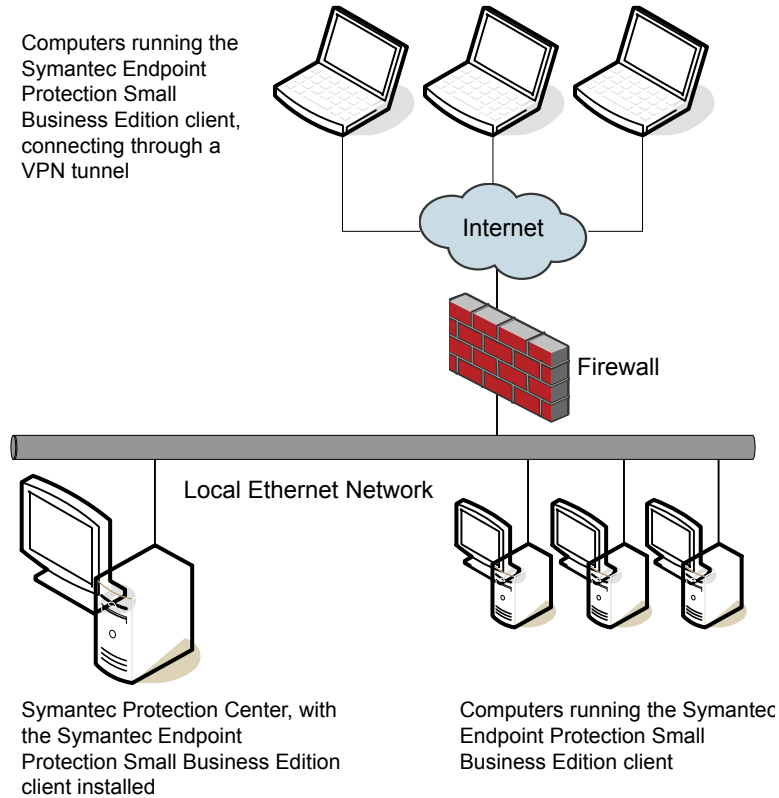 Computers running the
Symantec Endpoint
Protection Small
Business Edition client,
connecting through a
VPN tunnel
Internet
Firewall
Local Ethernet Network
Symantec Protection Center, with
the Symantec Endpoint
Protection Small Business Edition
client installed
Computers running the Symantec
Endpoint Protection Small
Business Edition client